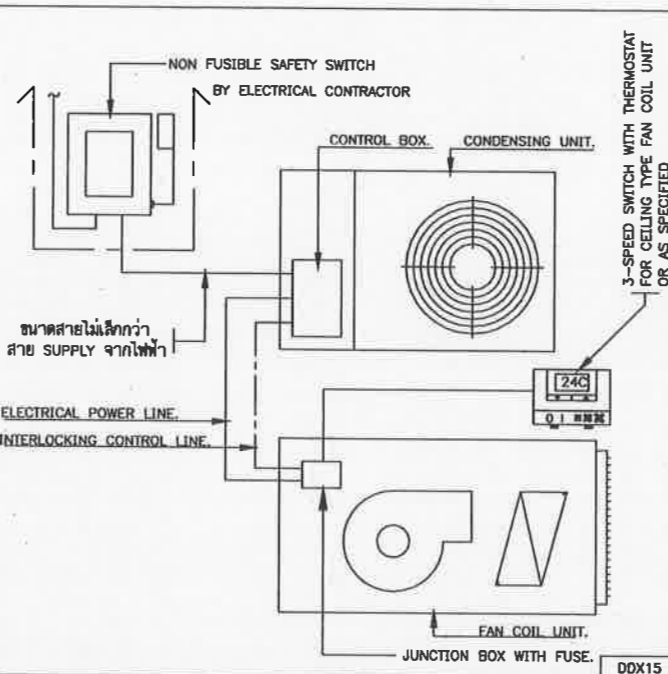 NON FUSIBLE SAFETY SWITCH
BY ELECTRICAL CONTRACTOR
CONTROL BOX.
CONDENSING UNIT.
3-SPEED SWITCH WITH THERMOSTAT
FOR CEILING TYPE FAN COIL UNIT
OR AS SPECIFIED
ขนาดสายไม่เล็กกว่า
สาย SUPPLY จากไฟฟ้า
24C
0 I
ELECTRICAL POWER LINE.
INTERLOCKING CONTROL LINE.
FAN COIL UNIT.
JUNCTION BOX WITH FUSE.
DDX15